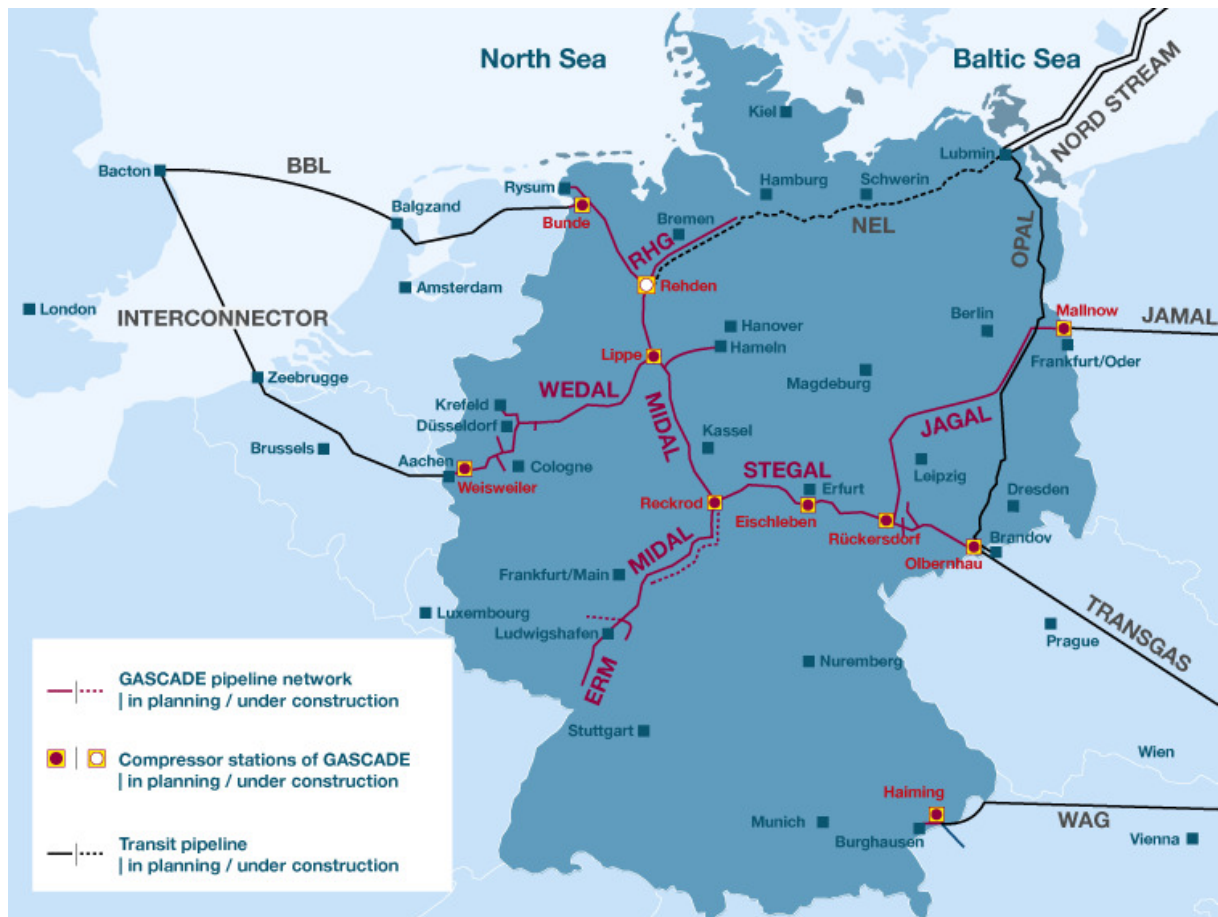 North Sea
Baltic Sea
NORD STREAM
Kiel
Lubmin
BBL
Bacton
Rysum
Hamburg
Schwerin
Balgzand
Bunde
Bremen
NEL
OPAL
RHG
Amsterdam
Rehden
London
INTERCONNECTOR
Hanover
Berlin
Mallnow
JAMAL
Lippe
Hameln
Frankfurt/Oder
Zeebrugge
Magdeburg
WEDAL
Krefeld
MIDAL
JAGAL
Düsseldorf
Kassel
Brussels
Aachen
Cologne
STEGAL
Leipzig
Weisweiler
Erfurt
Dresden
Reckrod
Eischleben
Rückersdorf
Brandov
MIDAL
Olbernhau
Frankfurt/Main
TRANSGAS
Luxembourg
Ludwigshafen
Prague
ERM
Nuremberg
GASCADE pipeline network
| in planning / under construction
Stuttgart
Compressor stations of GASCADE
| in planning / under construction
Wien
Haiming
Munich
Burghausen
WAG
Vienna
Transit pipeline
| in planning / under construction